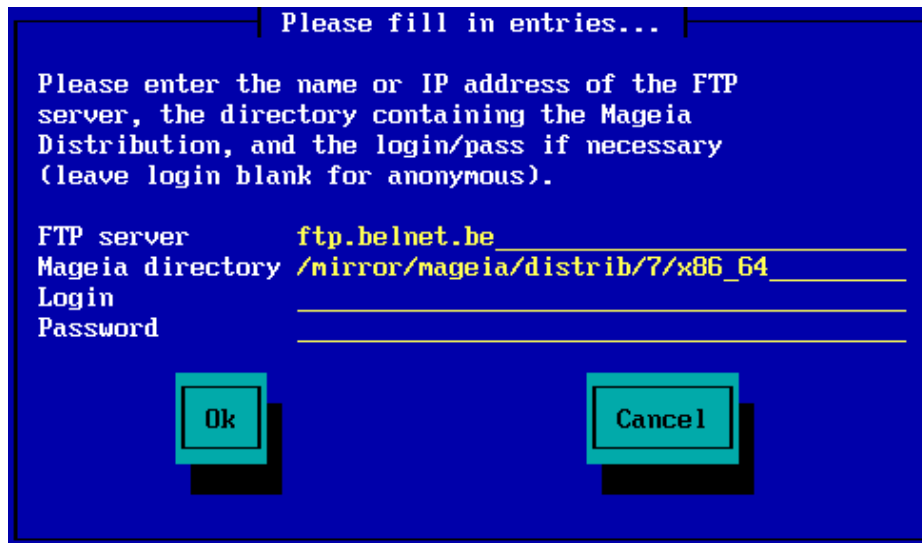 Please fill in entries...
Please enter the name or IP address of the FTP
server, the directory containing the Mageia
Distribution, and the login/pass if necessary
(leave login blank for anonymous).
FTP server ftp.belnet.be
Mageia directory /mirror/mageia/distrib/7/x86_64
Login
Password
Ok Cancel